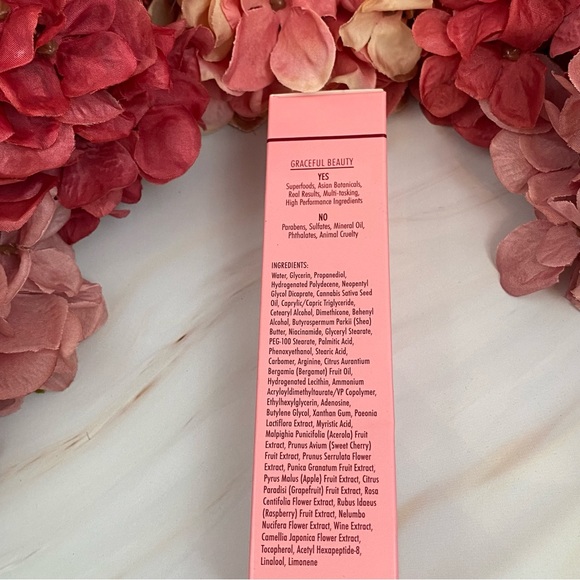 GRACEFUL BEAUTY
YES
Superfoods, Asian Botanicals,
Real Results, Multi-tasking,
High Performance Ingredients
NO
Parabens, Sulfates, Mineral Oil,
Phthalates, Animal Cruelty
INGREDIENTS:
Water, Glycerin, Propanediol,
Hydrogenated Polydecene, Neopentyl
Glycol Dicaprate, Cannabis Sativa Seed
Oil, Caprylic/Capric Triglyceride,
Cetearyl Alcohol, Dimethicone, Behenyl
Alcohol, Butyrospermum Parkii (Shea)
Butter, Niacinamide, Glyceryl Stearate,
PEG-100 Stearate, Palmitic Acid,
Phenoxyethanol, Stearic Acid,
Carbomer, Arginine, Citrus Aurantium
Bergamia (Bergamot) Fruit Oil,
Hydrogenated Lecithin, Ammonium
Acryloyldimethyltaurate/VP Copolymer,
Ethylhexylglycerin, Adenosine,
Butylene Glycol, Xanthan Gum, Paeonia
Lactiflora Extract, Myristic Acid,
Malpighia Punicifolia (Acerola) Fruit
Extract, Prunus Avium (Sweet Cherry)
Fruit Extract, Prunus Serrulata Flower
Extract, Punica Granatum Fruit Extract,
Pyrus Malus (Apple) Fruit Extract, Citrus
Paradisi (Grapefruit) Fruit Extract, Rosa
Centifolia Flower Extract, Rubus Idaeus
(Raspberry) Fruit Extract, Nelumbo
Nucifera Flower Extract, Wine Extract,
Camellia Japonica Flower Extract,
Tocopherol, Acetyl Hexapeptide-8,
Linalool, Limonene